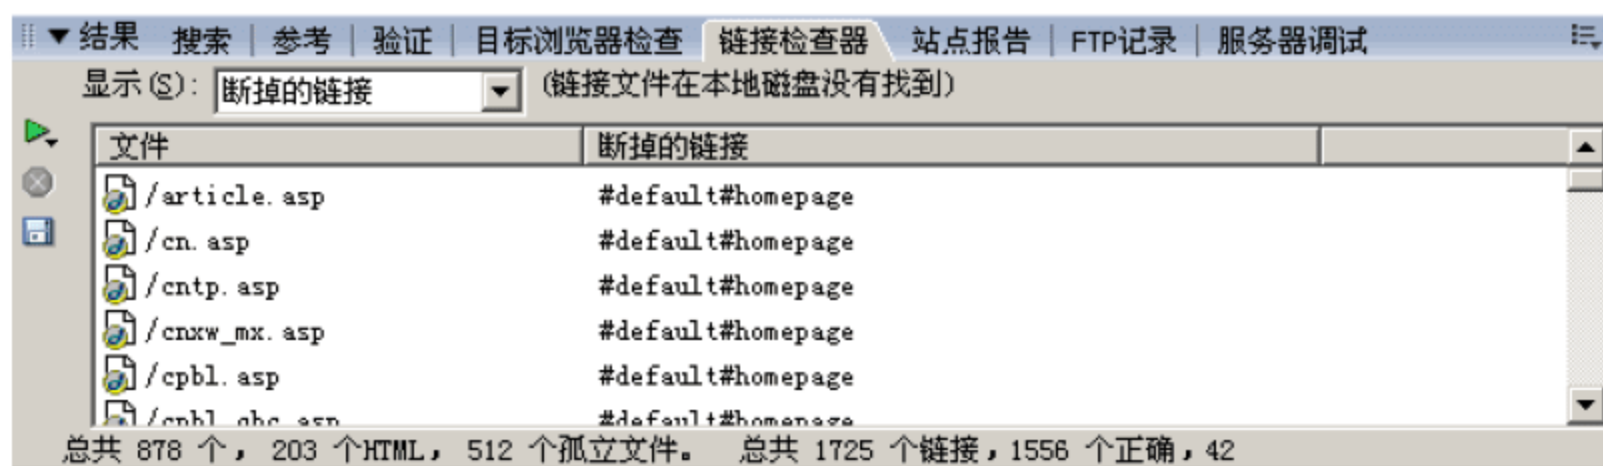 结果 搜索 | 参考 | 验证 | 目标浏览器检查 链接检查器 站点报告 | FTP记录 | 服务器调试
显示(S): 断掉的链接 (链接文件在本地磁盘没有找到)
文件 断掉的链接
/article.asp #default#homepage
/cn.asp #default#homepage
/cntp.asp #default#homepage
/cnxw_mx.asp #default#homepage
/cpbl.asp #default#homepage
#default#homepage
总共 878 个, 203 个HTML, 512 个孤立文件。 总共 1725 个链接,1556 个正确,42